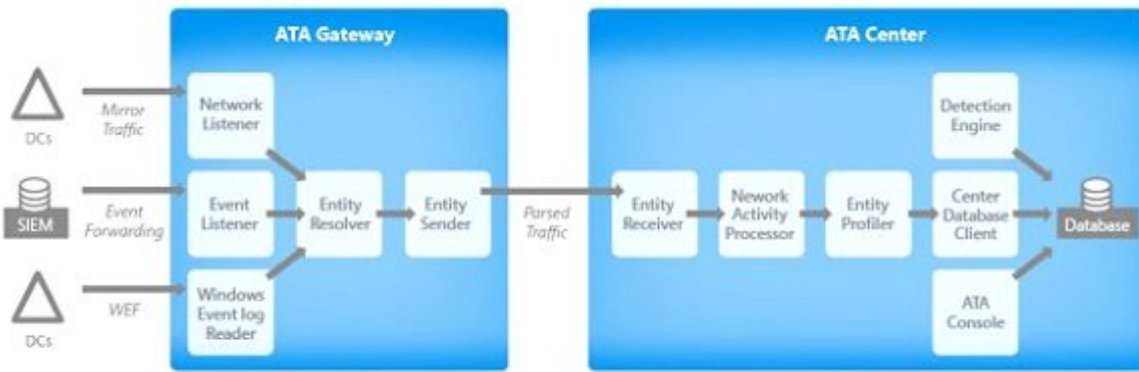 ATA Gateway
ATA Center
DCs
Mirror
Traffic
Network
Listener
SIEM
Event
Forwarding
Event
Listener
Entity
Resolver
Entity
Sender
DCs
WEF
Windows
Event log
Reader
Parsed
Traffic
Entity
Receiver
Nework
Activity
Processor
Entity
Profiler
Detection
Engine
Center
Database
Client
ATA
Console
Database